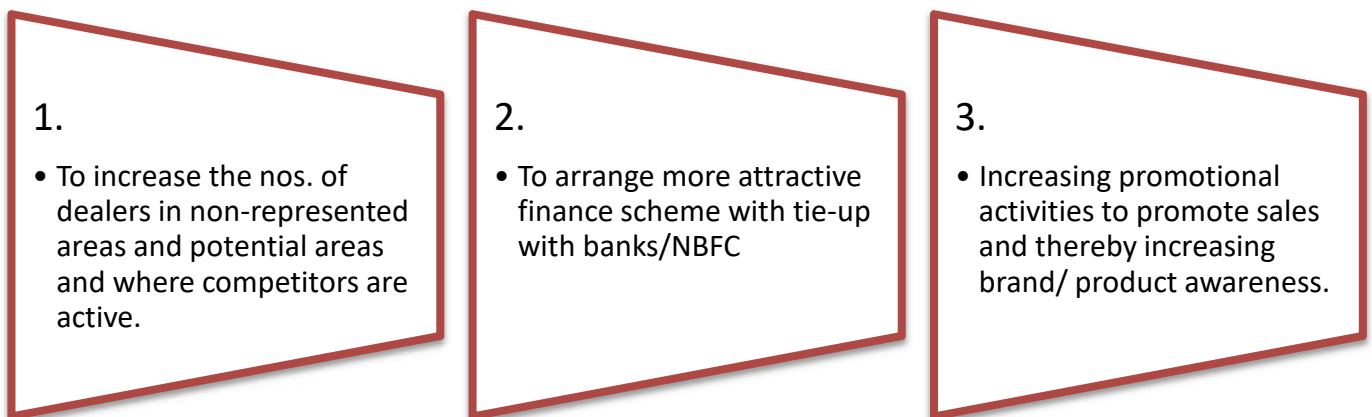 1.
• To increase the nos. of
dealers in non-represented
areas and potential areas
and where competitors are
active.
2.
• To arrange more attractive
finance scheme with tie-up
with banks/NBFC
3.
• Increasing promotional
activities to promote sales
and thereby increasing
brand/ product awareness.